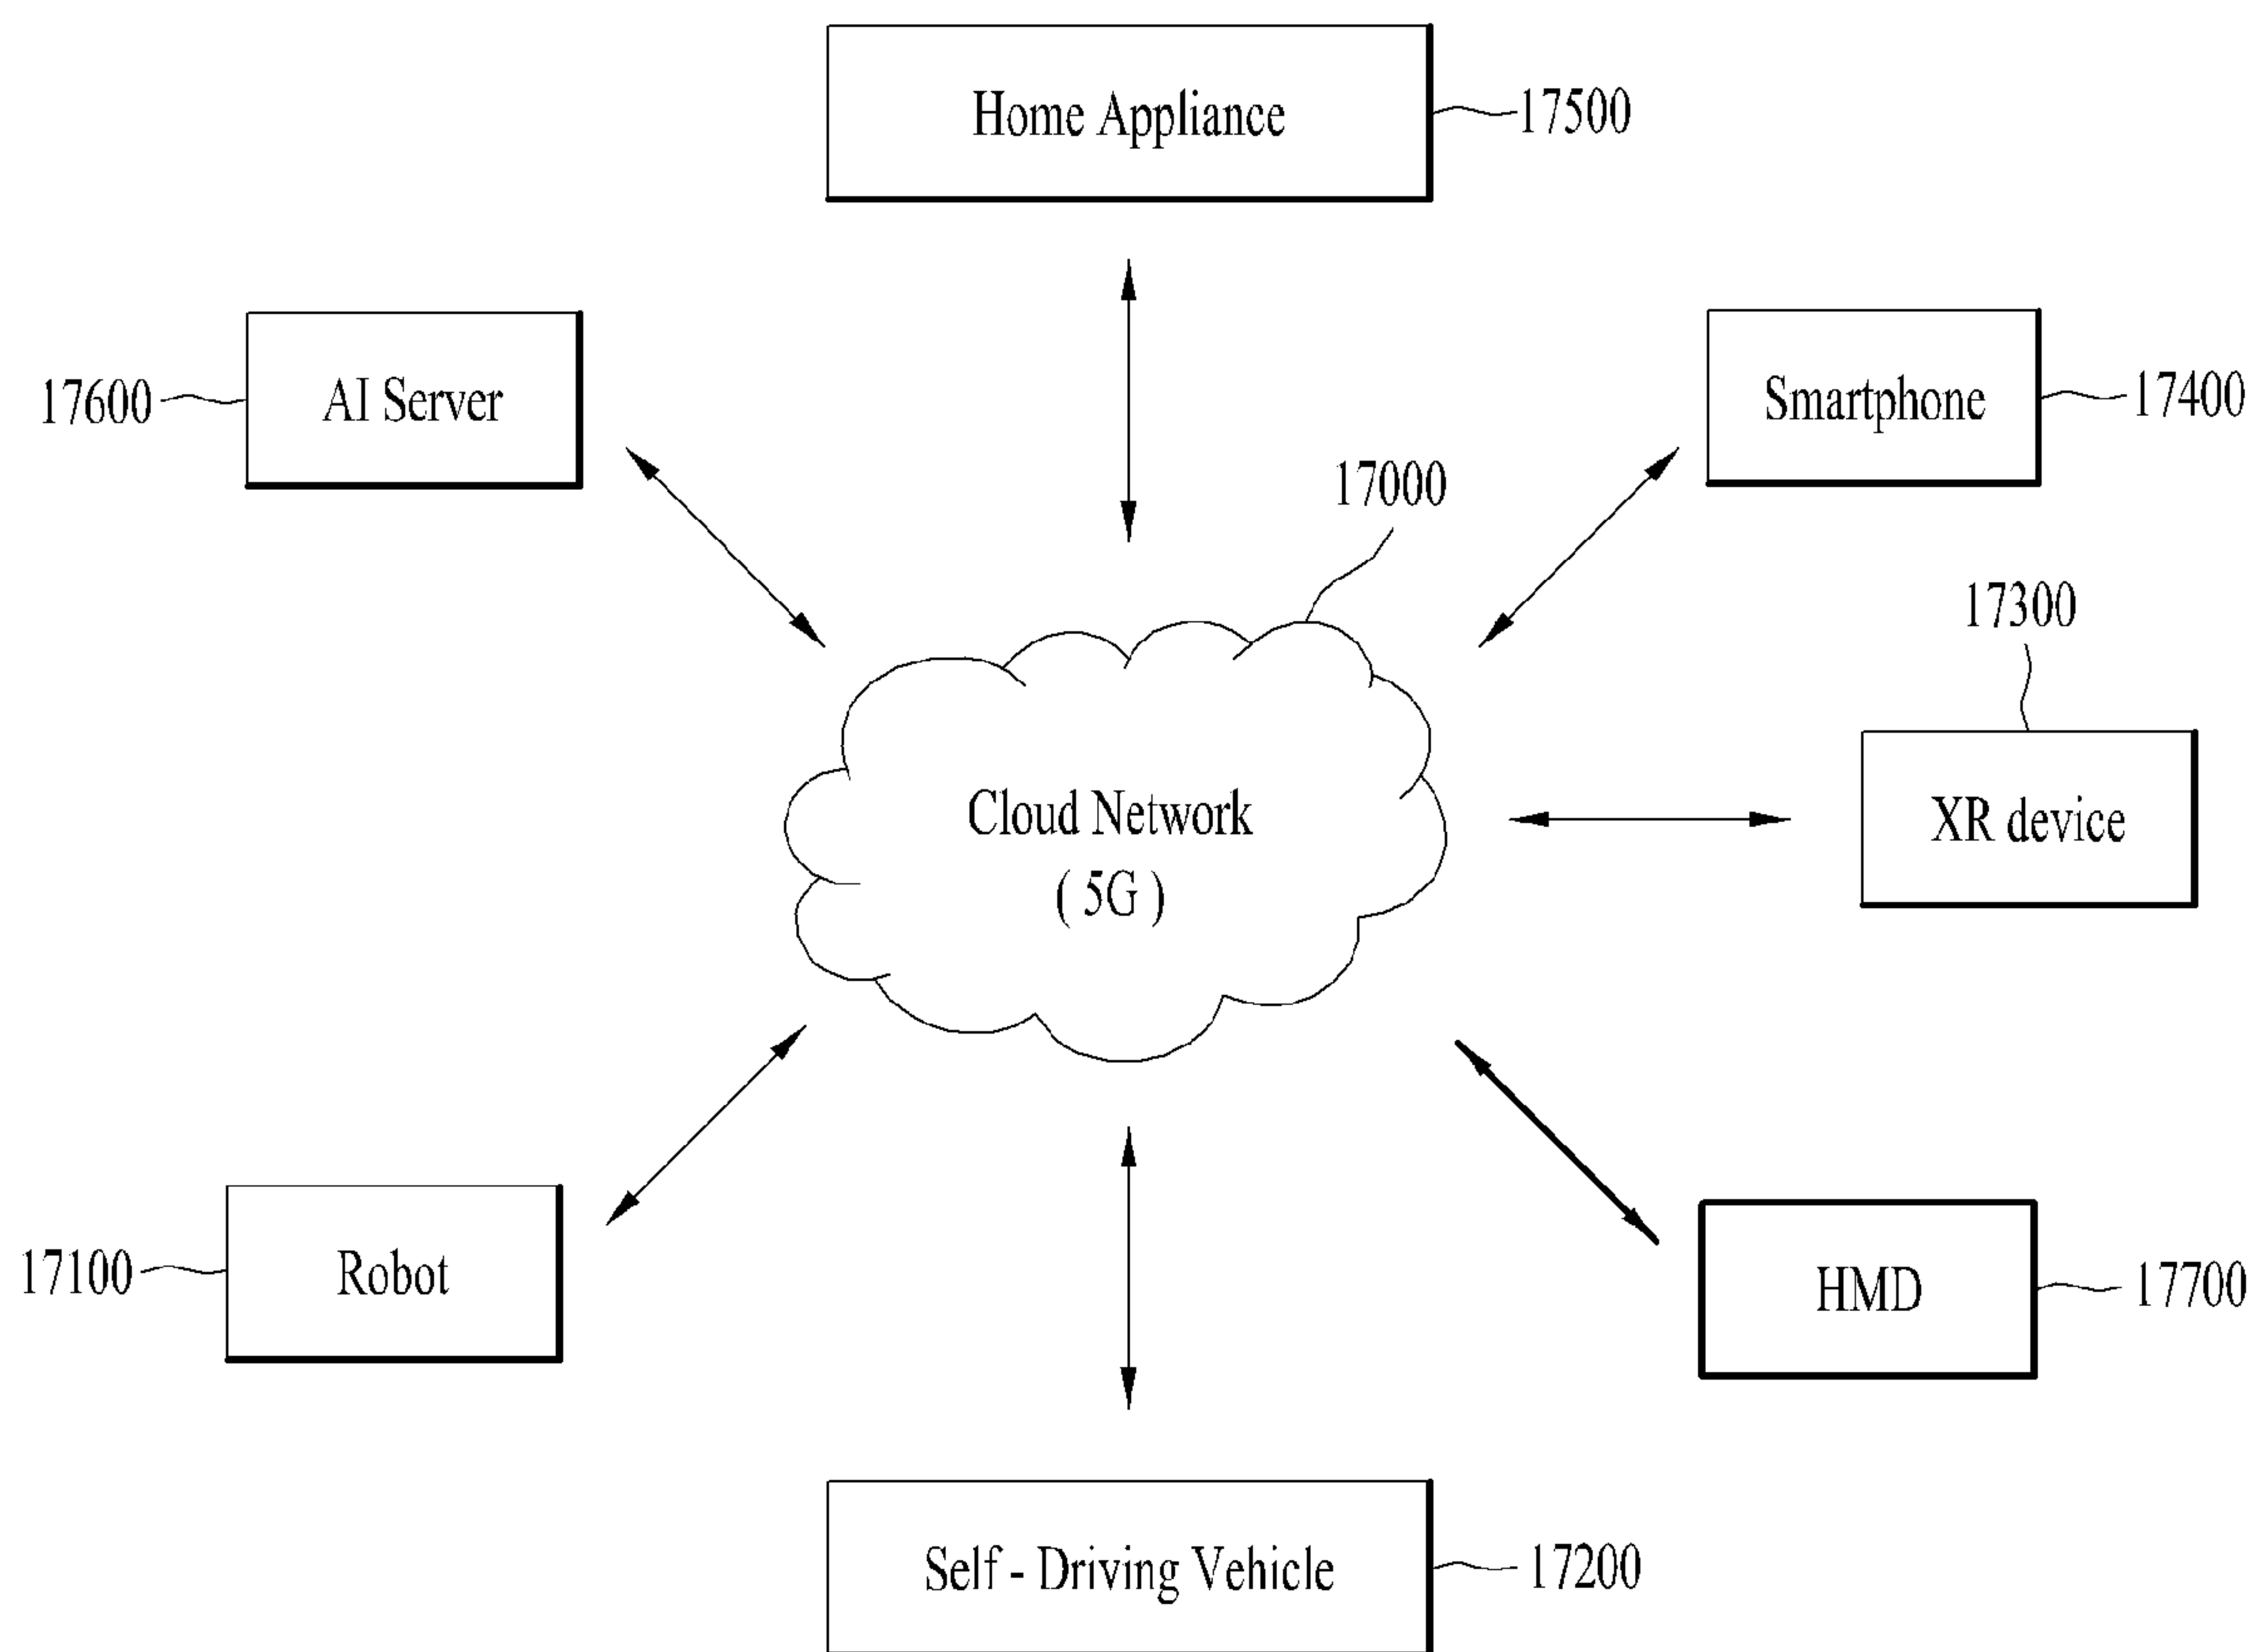 Home Appliance
17500
AI Server
17600
Smartphone
17400
17000
17300
Cloud Network
( 5G )
XR device
Robot
17100
HMD
17700
Self - Driving Vehicle
17200